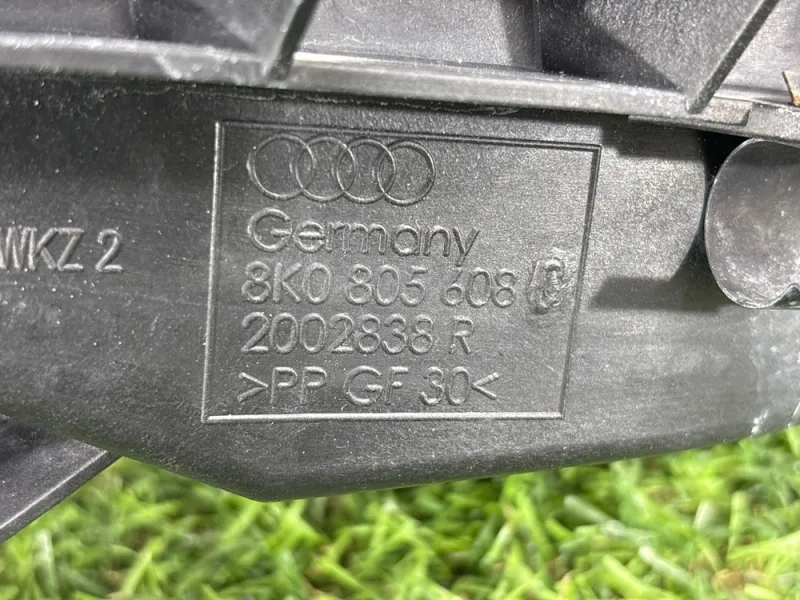 WKZ 2
Germany
8K0 805 608
2002838 R
>PP GF 30<